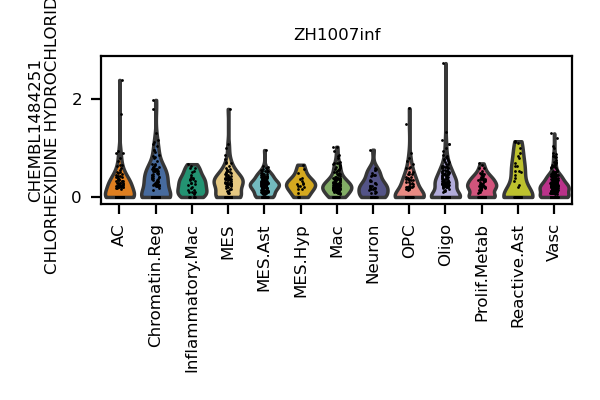 ZH1007inf
CHEMBL1484251
CHLORHEXIDINE HYDROCHLORID
2
0
AC
Chromatin.Reg
Inflammatory.Mac
MES
MES.Ast
MES.Hyp
Mac
Neuron
OPC
Oligo
Prolif.Metab
Reactive.Ast
Vasc